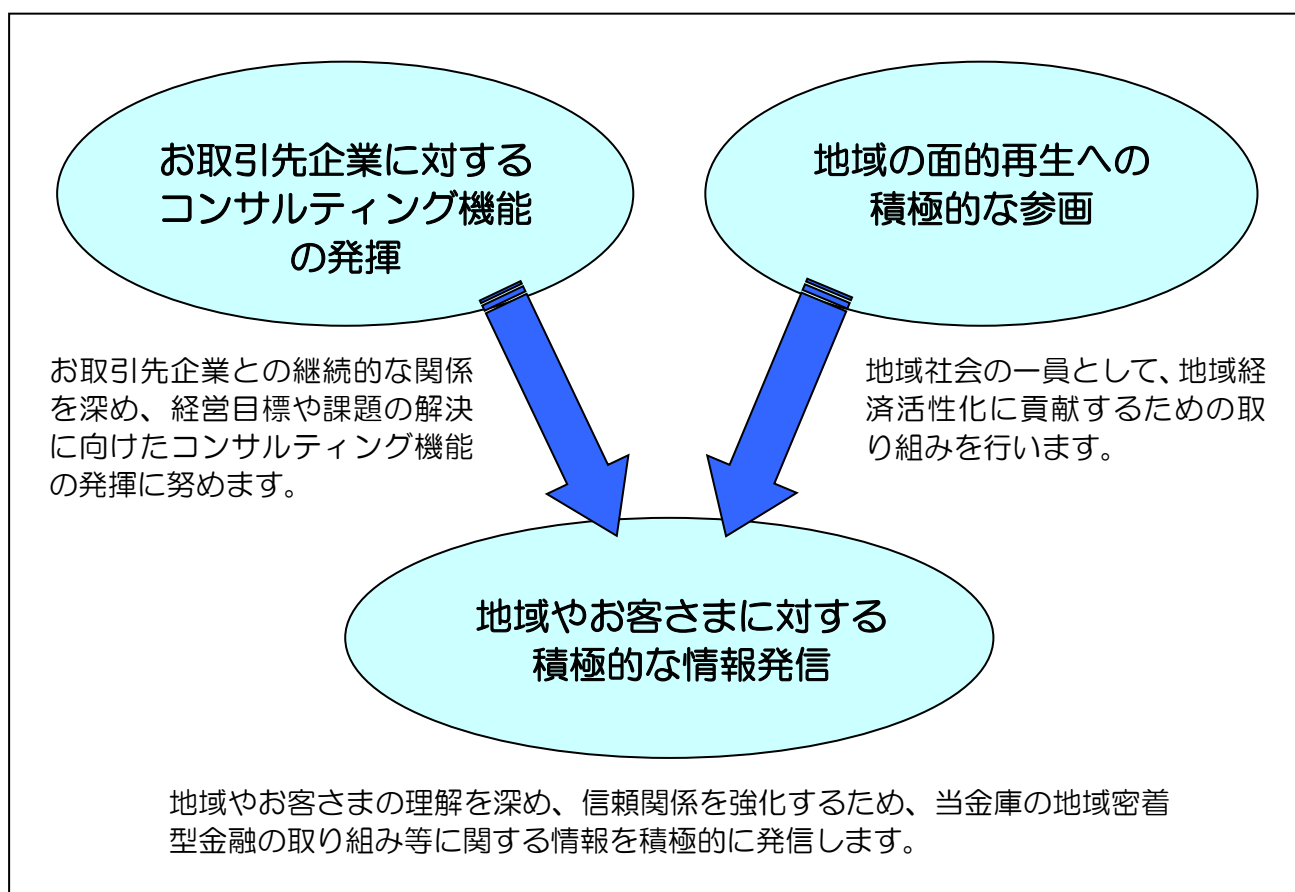 お取引先企業に対する
コンサルティング機能
の発揮
地域の面的再生への
積極的な参画
お取引先企業との継続的な関係
を深め、経営目標や課題の解決
に向けたコンサルティング機能
の発揮に努めます。
地域社会の一員として、地域経
済活性化に貢献するための取
り組みを行います。
地域やお客さまに対する
積極的な情報発信
地域やお客さまの理解を深め、信頼関係を強化するため、当金庫の地域密着
型金融の取り組み等に関する情報を積極的に発信します。